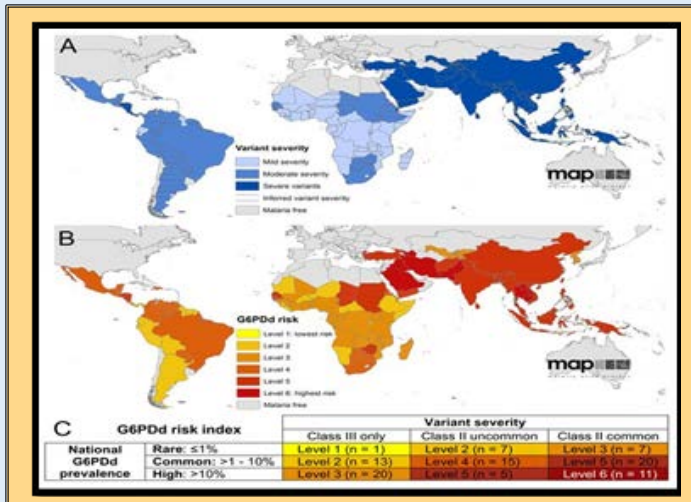 A
Variant severity
Mild severity
Moderate severity
Severe variants
Inferred variant severity
Malaria free
map
B
G6PDd risk
Level 1: lowest risk
Level 2
Level 3
Level 4
Level 5
Level 6: highest risk
Malaria free
map
C
G6PDd risk index
Variant severity
Class III only
Class II uncommon
Class II common
National G6PDd prevalence
Rare: ≤1%
Level 1 (n = 1)
Level 2 (n = 7)
Level 3 (n = 7)
Common: >1 - 10%
Level 2 (n = 13)
Level 4 (n = 15)
Level 5 (n = 20)
High: >10%
Level 3 (n = 20)
Level 5 (n = 5)
Level 6 (n = 11)